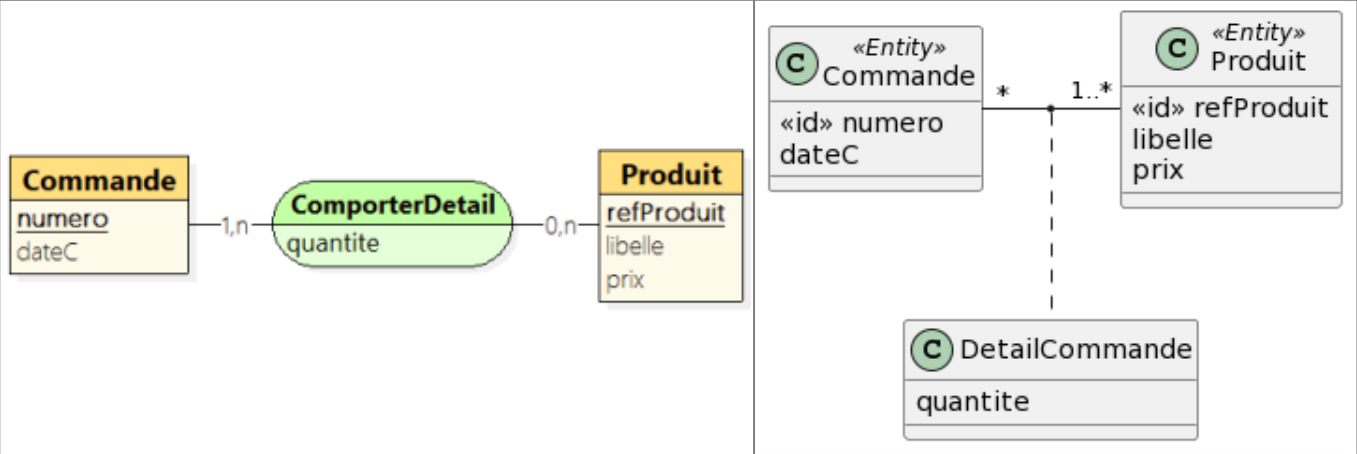 Commande
numero
dateC
1,n
ComporterDetail
quantite
0,n
Produit
refProduit
libelle
prix
C
«Entity»
Commande
«id» numero
dateC
*
1..*
C
«Entity»
Produit
«id» refProduit
libelle
prix
C DetailCommande
quantite